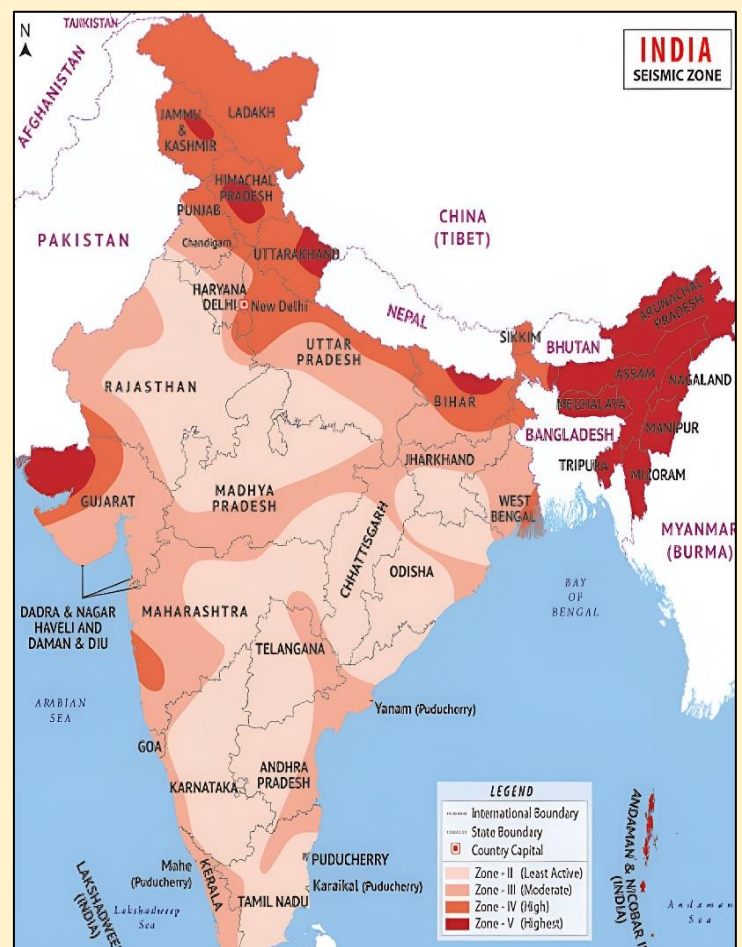 N
TAJIKISTAN
INDIA
SEISMIC ZONE
AFGHANISTAN
JAMMU
&
KASHMIR
LADAKH
HIMACHAL
PRADESH
PUNJAB
CHINA
(TIBET)
PAKISTAN
Chandigarh
UTTARAKHAND
HARYANA
DELHI
New Delhi
NEPAL
ARUNACHAL
PRADESH
SIKKIM
BHUTAN
UTTAR
PRADESH
ASSAM
NAGALAND
RAJASTHAN
BIHAR
MEGHALAYA
MANIPUR
BANGLADESH
JHARKHAND
TRIPURA
MIZORAM
GUJARAT
MADHYA
PRADESH
WEST
BENGAL
CHHATTISGARH
MYANMAR
(BURMA)
ODISHA
DADRA & NAGAR
HAVELI AND
DAMAN & DIU
MAHARASHTRA
BAY
OF
BENGAL
TELANGANA
ARABIAN
SEA
Yanam (Puducherry)
GOA
ANDHRA
PRADESH
KARNATAKA
LEGEND
International Boundary
State Boundary
Country Capital
Zone - II (Least Active)
Zone - III (Moderate)
Zone - IV (High)
Zone - V (Highest)
ANDAMAN & NICOBAR I
(INDIA)
Mahe
(Puducherry)
KERALA
PUDUCHERRY
Karaikal (Puducherry)
LAKSHADWEE
(INDIA)
Lakshadweep
Sea
TAMIL NADU
Andaman
Sea